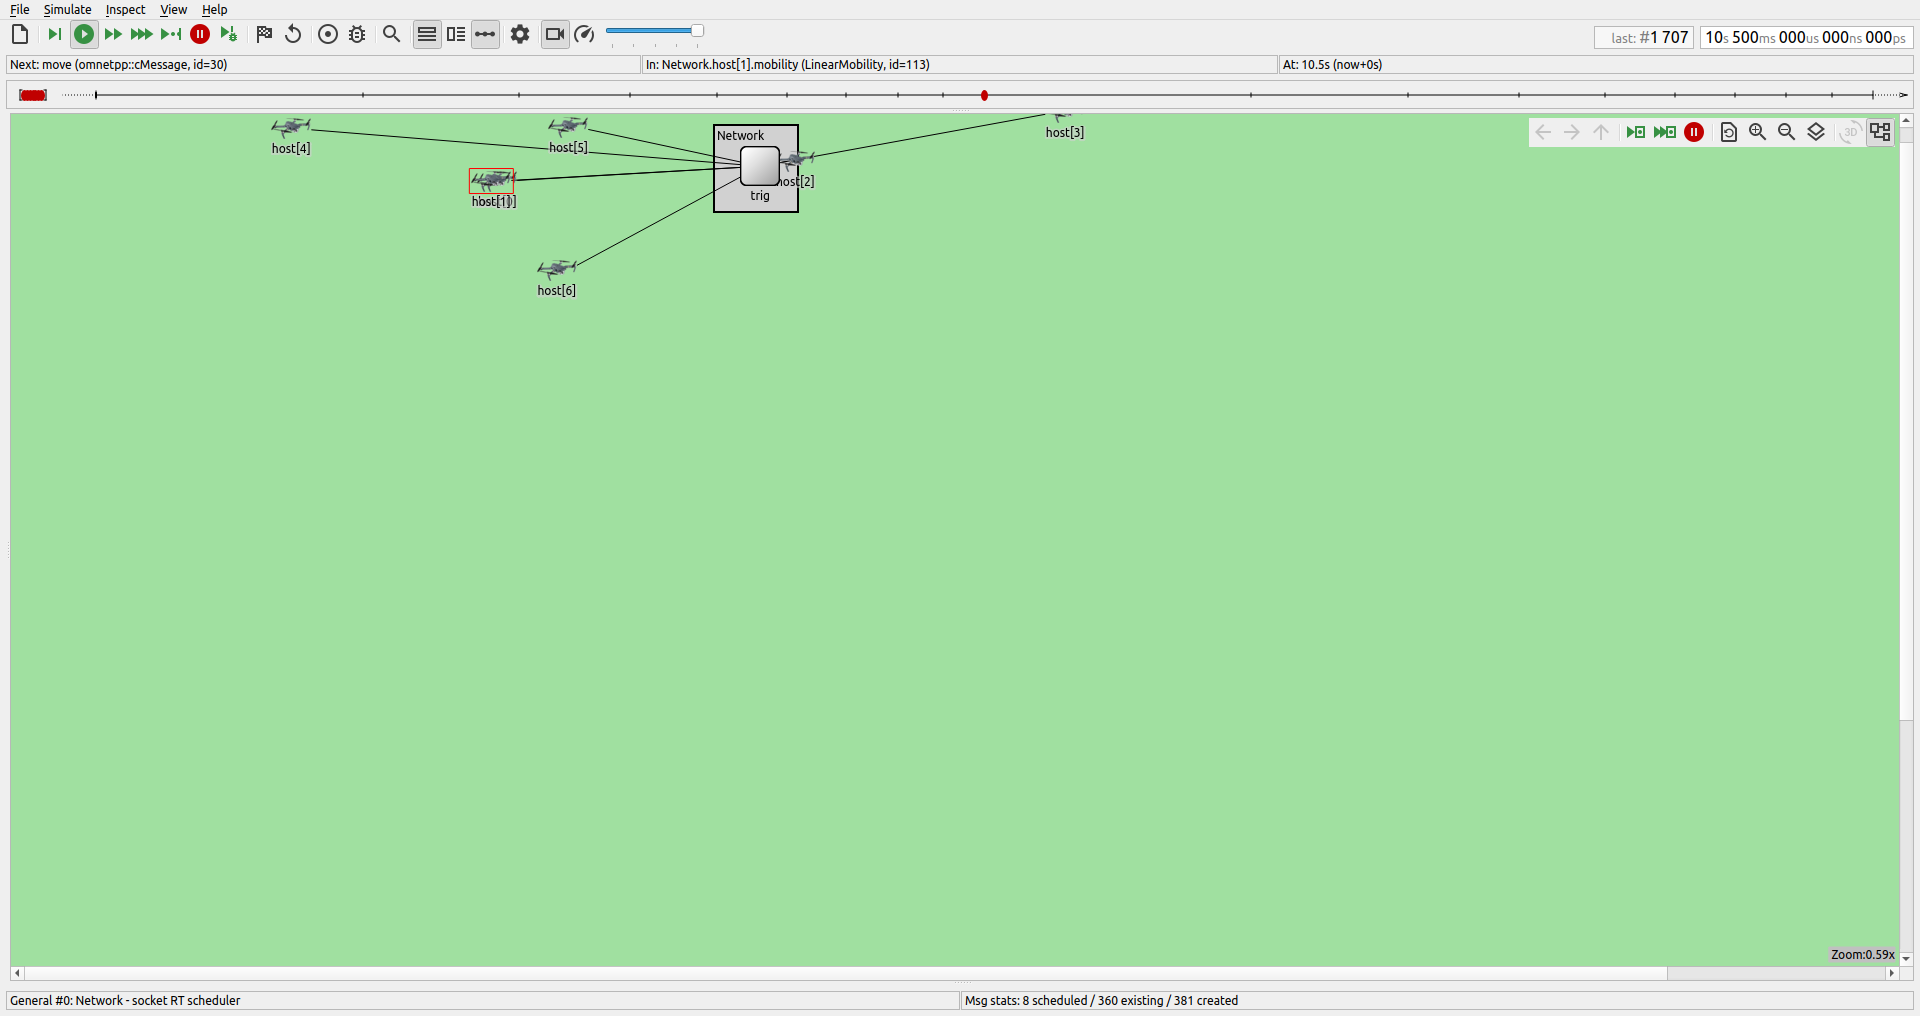 File Simulate Inspect View Help
last: #1 707
10s 500ms 000us 000ns 000ps
Next: move (omnetpp::cMessage, id=30)
In: Network.host[1].mobility (LinearMobility, id=113)
At: 10.5s (now+0s)
host[4]
host[5]
Network
host[3]
3D
host[2]
trig
host[1]
host[6]
Zoom:0.59x
General #0: Network - socket RT scheduler
Msg stats: 8 scheduled / 360 existing / 381 created